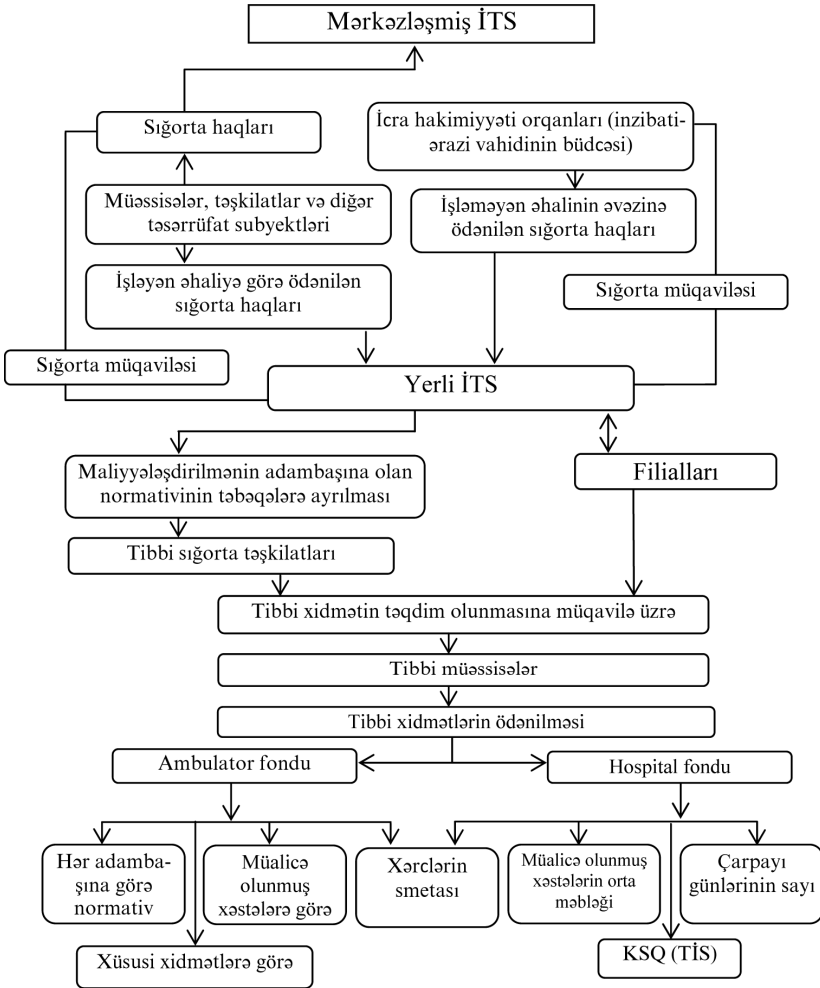 Mərkəzləşmiş İTS
Sığorta haqları
İcra hakimiyyəti orqanları (inzibati-
ərazi vahidinin büdcəsi)
Müəssisələr, təşkilatlar və diğər
təsərrüfat subyektləri
İşləməyən əhalinin əvəzinə
ödənilən sığorta haqları
İşləyən əhaliyə görə ödənilən
sığorta haqları
Sığorta müqaviləsi
Sığorta müqaviləsi
Yerli İTS
Maliyyələşdirilmənin adambaşına olan
normativinin təbəqələrə ayrılması
Filialları
Tibbi sığorta təşkilatları
Tibbi xidmətin təqdim olunmasına müqavilə üzrə
Tibbi müəssisələr
Tibbi xidmətlərin ödənilməsi
Ambulator fondu
Hospital fondu
Hər adamba-
şına görə
normativ
Müalicə
olunmuş
xəstələrə görə
Xərclərin
smetası
Müalicə olunmuş
xəstələrin orta
məbləği
Çarpayı
günlərinin sayı
Xüsusi xidmətlərə görə
KSQ (TİS)